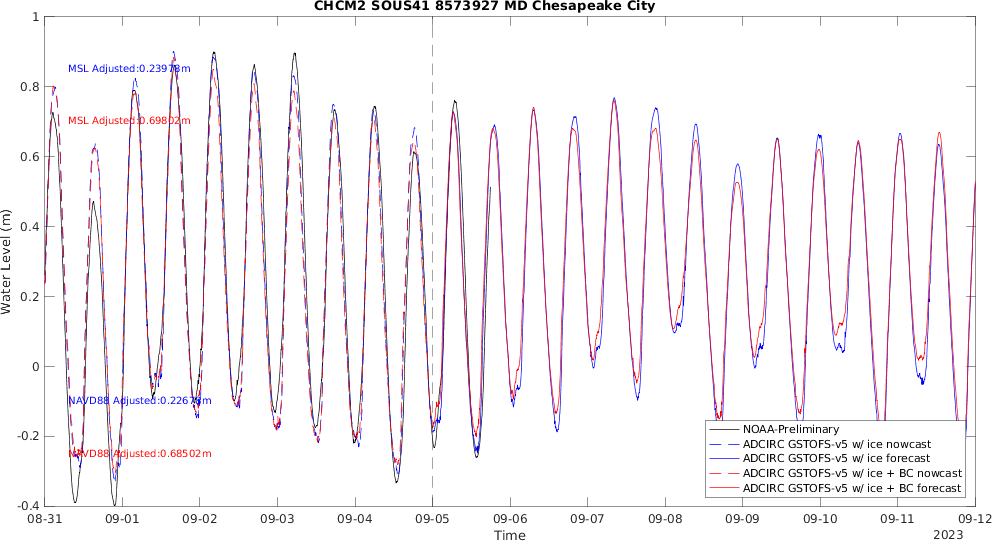 CHCM2 SOUS41 8573927 MD Chesapeake City
Water Level (m)
1
0.8
0.6
0.4
0.2
0
-0.2
-0.4
MSL Adjusted:0.23978m
MSL Adjusted:0.69802m
NAVD88 Adjusted:0.22678m
NAVD88 Adjusted:0.68502m
NOAA-Preliminary
ADCIRC GSTOFS-v5 w/ ice nowcast
ADCIRC GSTOFS-v5 w/ ice forecast
ADCIRC GSTOFS-v5 w/ ice + BC nowcast
ADCIRC GSTOFS-v5 w/ ice + BC forecast
08-31 09-01 09-02 09-03 09-04 09-05 09-06 09-07 09-08 09-09 09-10 09-11 09-12
Time
2023